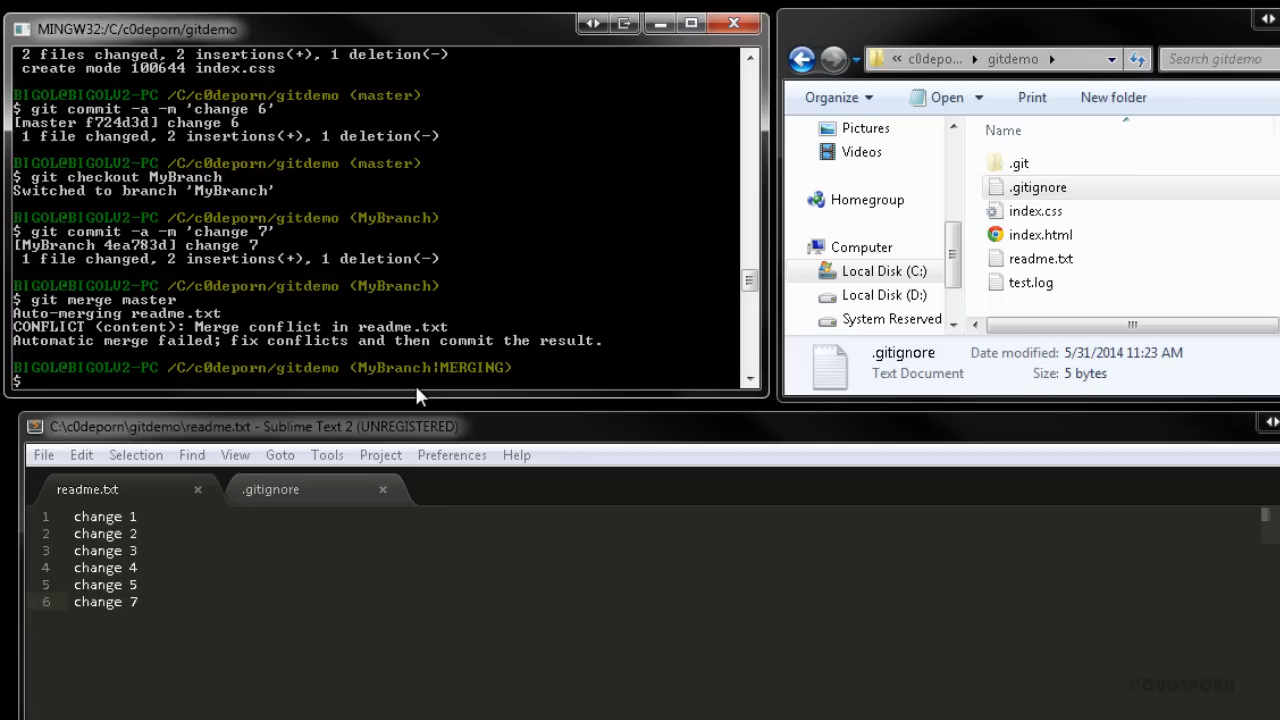 MINGW32:/C/c0deporn/gitdemo
2 files changed, 2 insertions(+), 1 deletion(-)
create mode 100644 index.css
BIGOL@BIGOLV2-PC /C/c0deporn/gitdemo (master)
$ git commit -a -m 'change 6'
[master f724d3d] change 6
1 file changed, 2 insertions(+), 1 deletion(-)
BIGOL@BIGOLV2-PC /C/c0deporn/gitdemo (master)
$ git checkout MyBranch
Switched to branch 'MyBranch'
BIGOL@BIGOLV2-PC /C/c0deporn/gitdemo (MyBranch)
$ git commit -a -m 'change 7'
[MyBranch 4ea783d] change 7
1 file changed, 2 insertions(+), 1 deletion(-)
BIGOL@BIGOLV2-PC /C/c0deporn/gitdemo (MyBranch)
$ git merge master
Auto-merging readme.txt
CONFLICT (content): Merge conflict in readme.txt
Automatic merge failed; fix conflicts and then commit the result.
BIGOL@BIGOLV2-PC /C/c0deporn/gitdemo (MyBranch|MERGING)
$
« c0depo... gitdemo Search gitdemo
Organize Open Print New folder
Pictures
Videos
Homegroup
Computer
Local Disk (C:)
Local Disk (D:)
System Reserved
Name
.git
.gitignore
index.css
index.html
readme.txt
test.log
.gitignore Date modified: 5/31/2014 11:23 AM
Text Document Size: 5 bytes
C:\c0deporn\gitdemo\readme.txt - Sublime Text 2 (UNREGISTERED)
File Edit Selection Find View Goto Tools Project Preferences Help
readme.txt .gitignore
1 change 1
2 change 2
3 change 3
4 change 4
5 change 5
6 change 7
//C0DEPORN